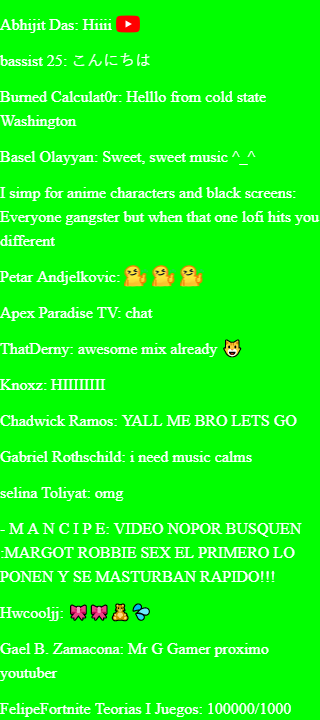 Abhijit Das: Hiiii
bassist 25: こんにちは
Burned Calculat0r: Helllo from cold state
Washington
Basel Olayyan: Sweet, sweet music ^_^
I simp for anime characters and black screens:
Everyone gangster but when that one lofi hits you
different
Petar Andjelkovic:
Apex Paradise TV: chat
ThatDerny: awesome mix already
Knoxz: HIIIIIIII
Chadwick Ramos: YALL ME BRO LETS GO
Gabriel Rothschild: i need music calms
selina Toliyat: omg
- M A N C I P E: VIDEO NOPOR BUSQUEN
:MARGOT ROBBIE SEX EL PRIMERO LO
PONEN Y SE MASTURBAN RAPIDO!!!
Hwcooljj: 🎀🎀🧸💦
Gael B. Zamacona: Mr G Gamer proximo
youtuber
FelipeFortnite Teorias I Juegos: 100000/1000